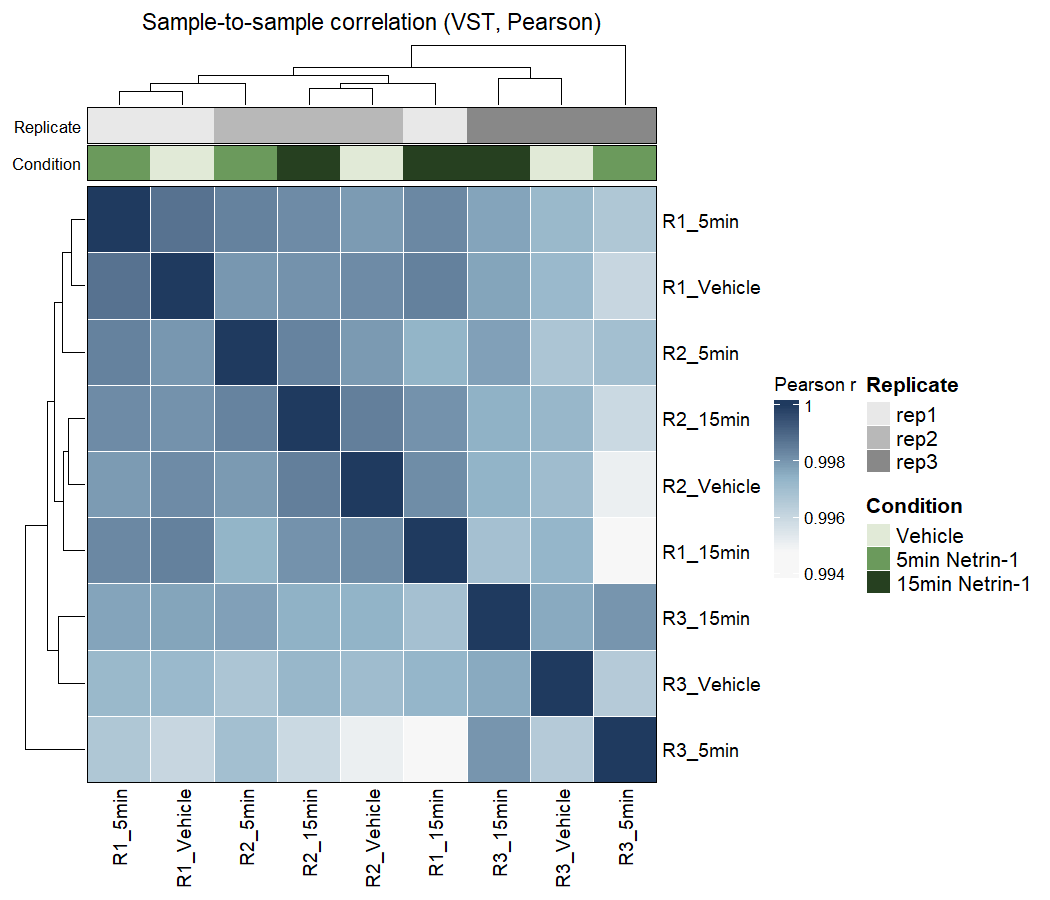 Sample-to-sample correlation (VST, Pearson)
Replicate
Condition
R1_5min
R1_Vehicle
R2_5min
R2_15min
R2_Vehicle
R1_15min
R3_15min
R3_Vehicle
R3_5min
R1_5min
R1_Vehicle
R2_5min
R2_15min
R2_Vehicle
R1_15min
R3_15min
R3_Vehicle
R3_5min
Pearson r
1
0.998
0.996
0.994
Replicate
rep1
rep2
rep3
Condition
Vehicle
5min Netrin-1
15min Netrin-1